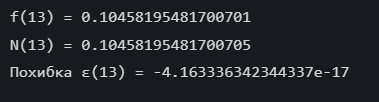 f(13) = 0.10458195481700701
N(13) = 0.10458195481700705
Похибка ε(13) = -4.163336342344337e-17